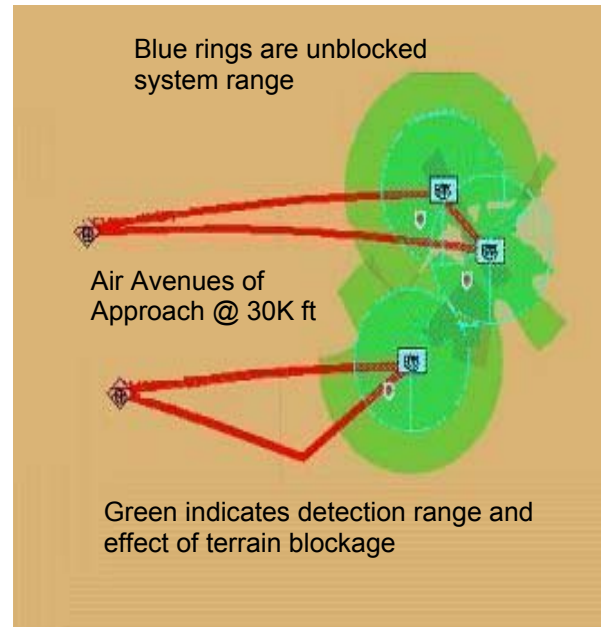 Blue rings are unblocked
system range
Air Avenues of
Approach @ 30K ft
Green indicates detection range and
effect of terrain blockage